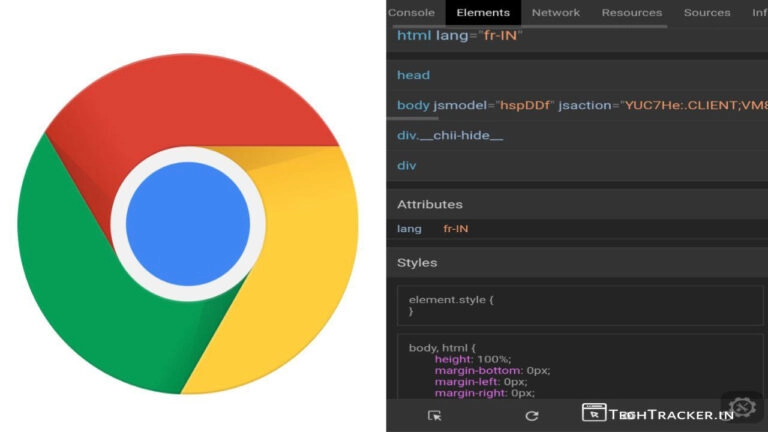 Console Elements Network Resources Sources Inf
html lang="fr-IN"
head
body jsmodel="hspDDf" jsaction="YUC7He:.CLIENT;VM8
div.__chii-hide__
div
Attributes
lang fr-IN
Styles
element.style {
}
body, html {
height: 100%;
margin-bottom: 0px;
margin-left: 0px;
margin-right: 0px;
TECHTRACKER.IN